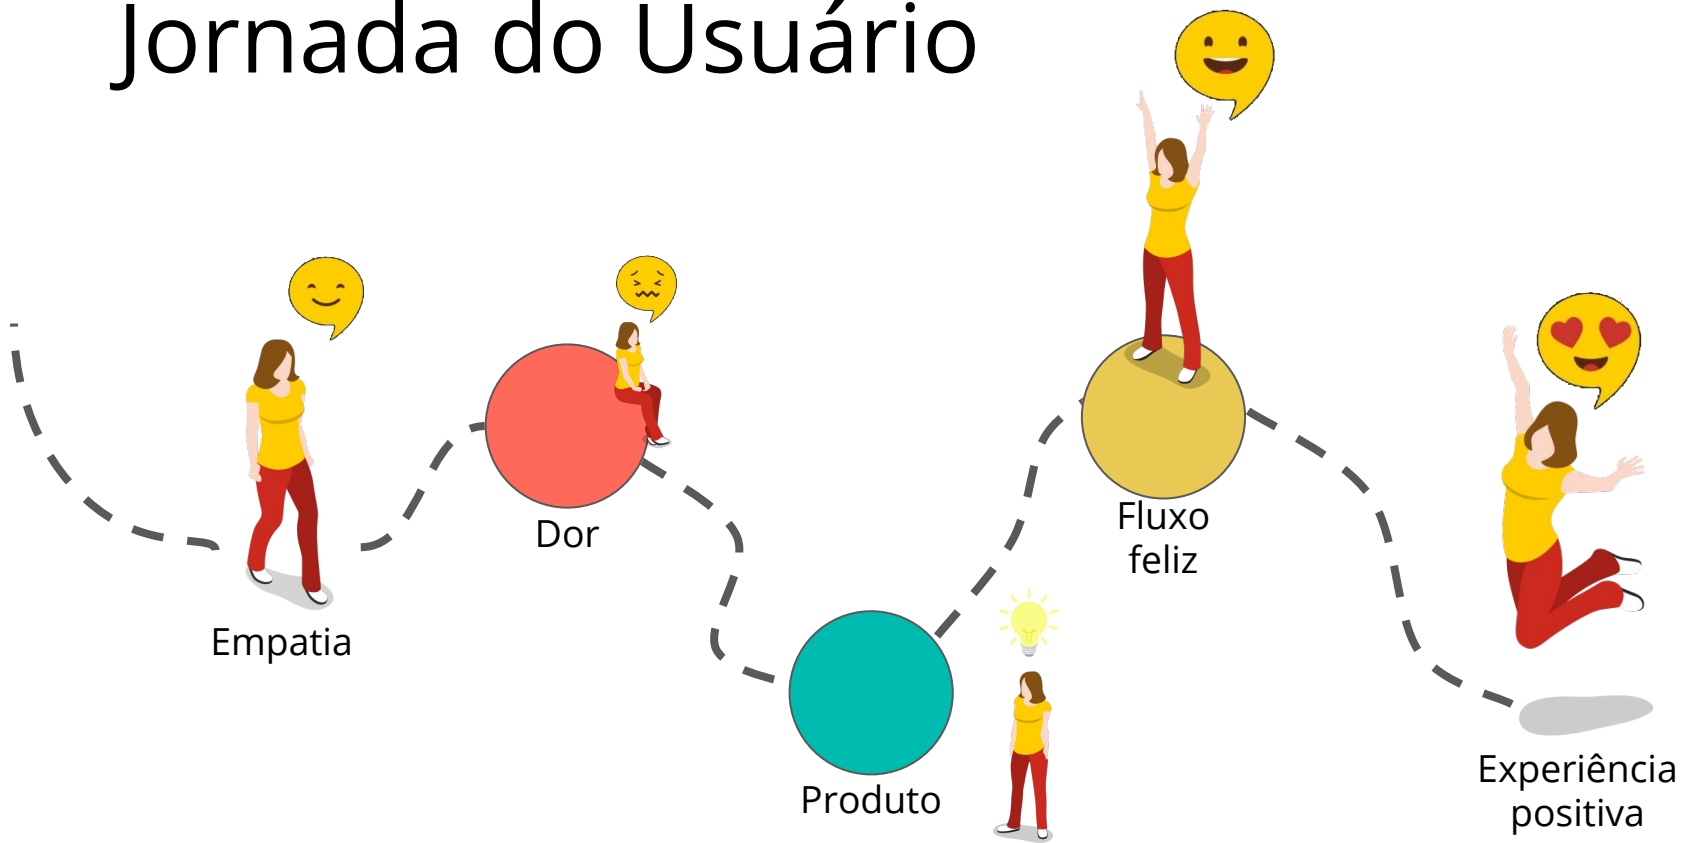 Jornada do Usuário
Empatia
Dor
Produto
Fluxo
feliz
Experiência
positiva